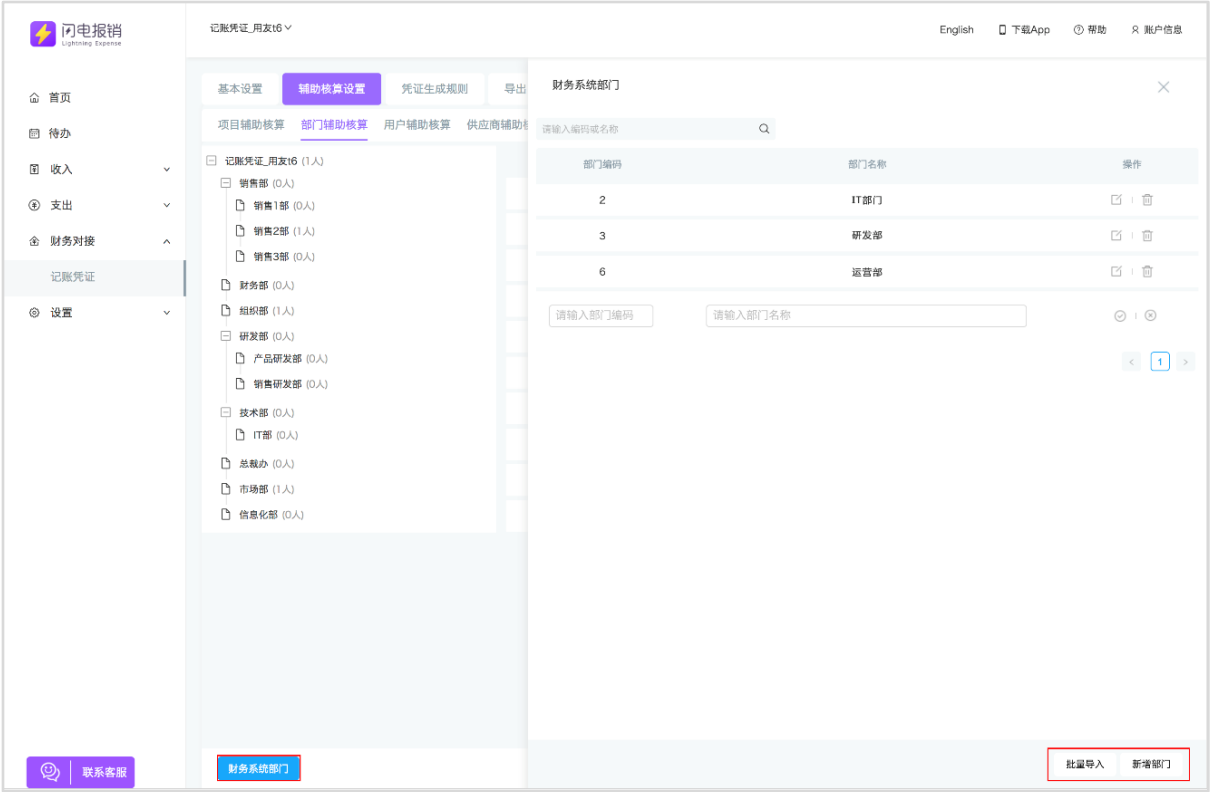 闪电报销
Lightning Expense
首页
待办
收入
支出
财务对接
记账凭证
设置
联系客服
记账凭证_用友t6
English
下载App
帮助
账户信息
基本设置
辅助核算设置
凭证生成规则
导出
项目辅助核算
部门辅助核算
用户辅助核算
供应商辅助
记账凭证_用友t6 (1人)
销售部 (0人)
销售1部 (0人)
销售2部 (1人)
销售3部 (0人)
财务部 (0人)
组织部 (1人)
研发部 (0人)
产品研发部 (0人)
销售研发部 (0人)
技术部 (0人)
IT部 (0人)
总裁办 (0人)
市场部 (1人)
信息化部 (0人)
财务系统部门
财务系统部门
请输入编码或名称
部门编码 部门名称 操作
2 IT部门
3 研发部
6 运营部
请输入部门编码 请输入部门名称
< 1 >
批量导入 新增部门